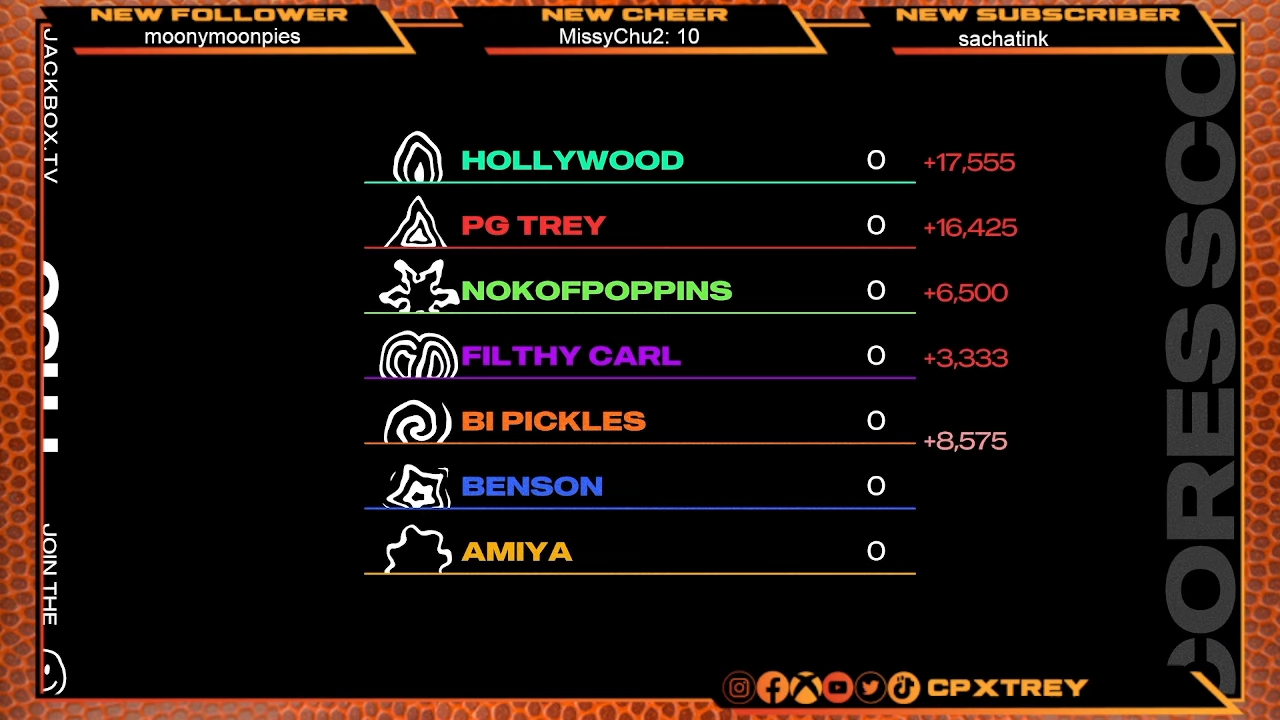 NEW FOLLOWER
moonymoonpies
NEW CHEER
MissyChu2: 10
NEW SUBSCRIBER
sachatink
JACKBOX.TV
JOIN THE
HOLLYWOOD 0 +17,555
PG TREY 0 +16,425
NOKOFPOPPINS 0 +6,500
FILTHY CARL 0 +3,333
BI PICKLES 0 +8,575
BENSON 0
AMIYA 0
SCORES SCO
CPXTREY